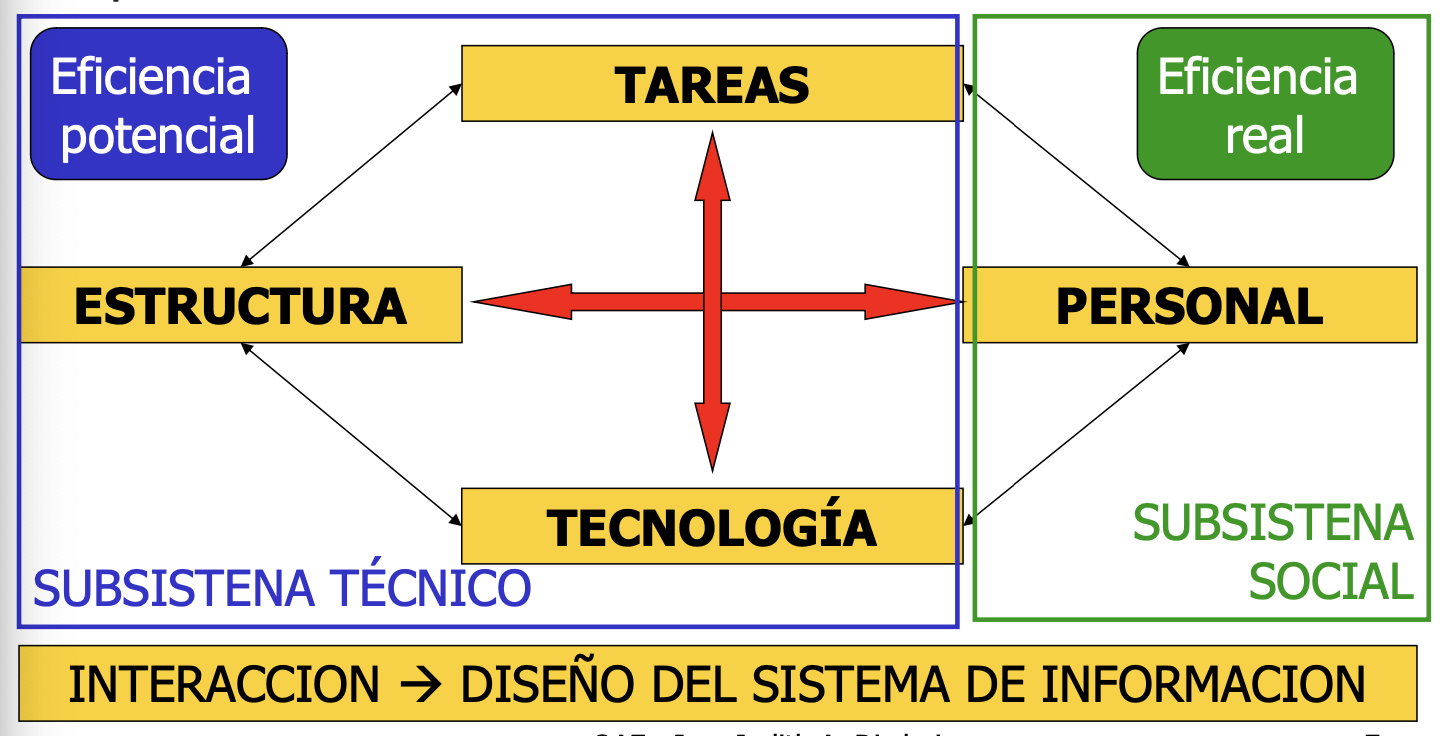 Eficiencia
potencial
TAREAS
Eficiencia
real
ESTRUCTURA
PERSONAL
TECNOLOGÍA
SUBSISTENA TÉCNICO
SUBSISTENA
SOCIAL
INTERACCION → DISEÑO DEL SISTEMA DE INFORMACION